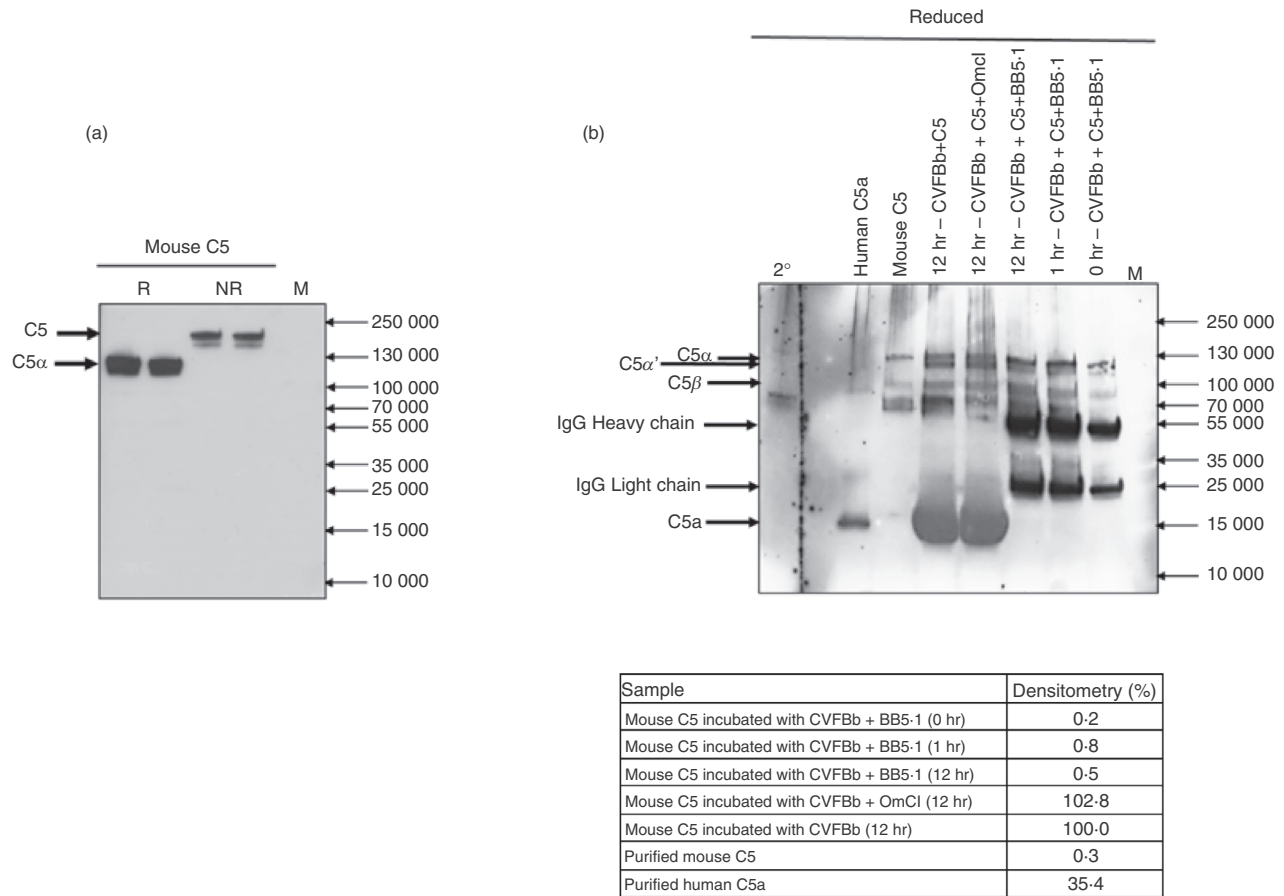 (a)
Mouse C5
R NR M
C5
C5α
250 000
130 000
100 000
70 000
55 000
35 000
25 000
15 000
10 000
(b)
Reduced
2°
Human C5a
Mouse C5
12 hr – CVFBb+C5
12 hr – CVFBb + C5+OmcI
12 hr – CVFBb + C5+BB5·1
1 hr – CVFBb + C5+BB5·1
0 hr – CVFBb + C5+BB5·1
M
C5α
C5α’
C5β
IgG Heavy chain
IgG Light chain
C5a
250 000
130 000
100 000
70 000
55 000
35 000
25 000
15 000
10 000
Sample Densitometry (%)
Mouse C5 incubated with CVFBb + BB5·1 (0 hr) 0·2
Mouse C5 incubated with CVFBb + BB5·1 (1 hr) 0·8
Mouse C5 incubated with CVFBb + BB5·1 (12 hr) 0·5
Mouse C5 incubated with CVFBb + OmCI (12 hr) 102·8
Mouse C5 incubated with CVFBb (12 hr) 100·0
Purified mouse C5 0·3
Purified human C5a 35·4